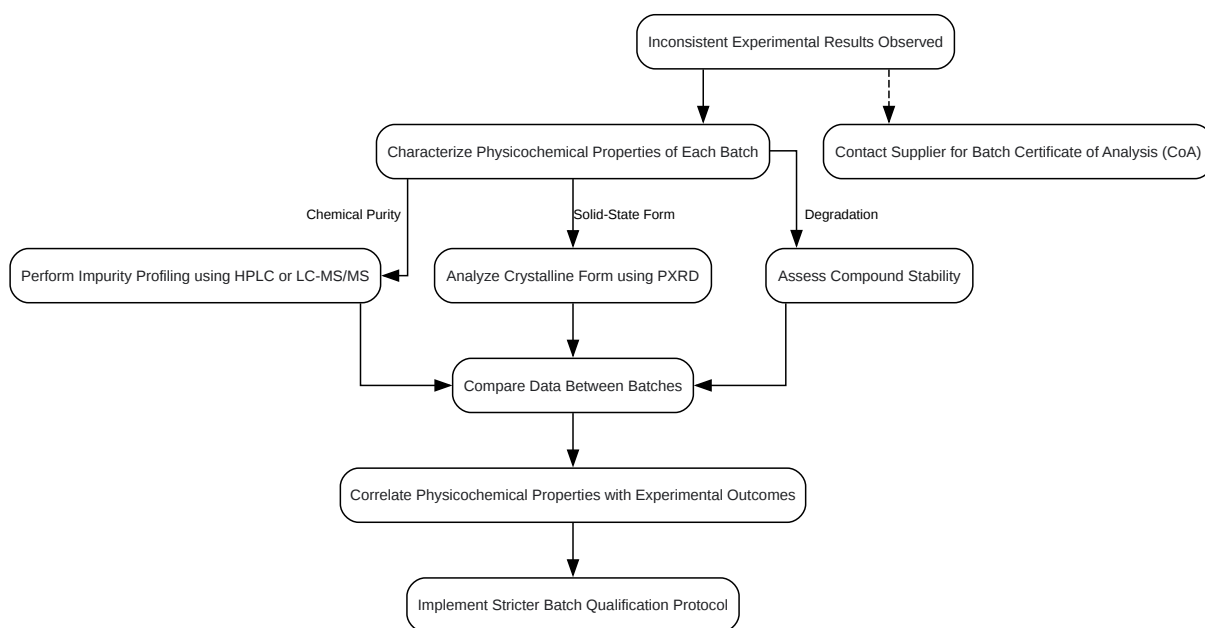 Inconsistent Experimental Results Observed
Characterize Physicochemical Properties of Each Batch
Contact Supplier for Batch Certificate of Analysis (CoA)
Chemical Purity
Solid-State Form
Degradation
Perform Impurity Profiling using HPLC or LC-MS/MS
Analyze Crystalline Form using PXRD
Assess Compound Stability
Compare Data Between Batches
Correlate Physicochemical Properties with Experimental Outcomes
Implement Stricter Batch Qualification Protocol